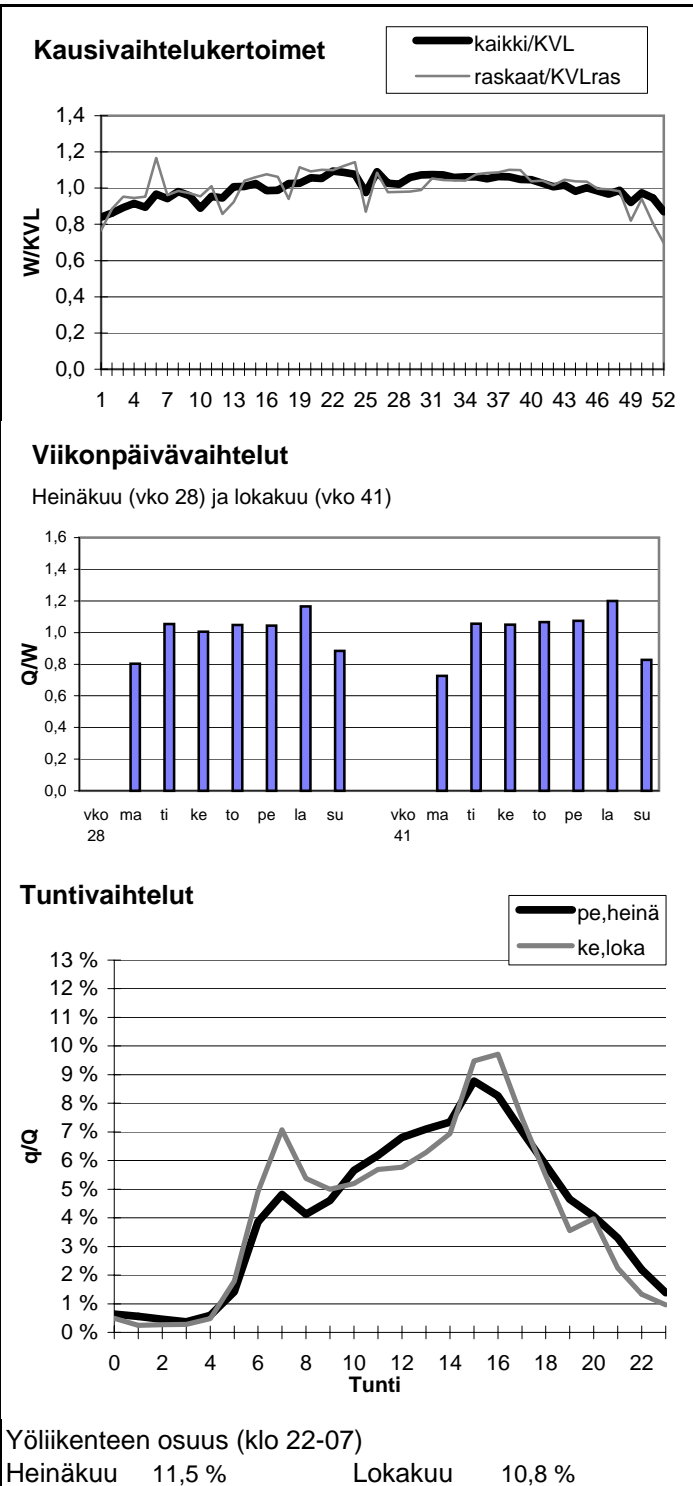 Kausivaihtelukertoimet
kaikki/KVL
raskaat/KVLras
1,4
1,2
1,0
0,8
0,6
0,4
0,2
0,0
W/KVL
1 4 7 10 13 16 19 22 25 28 31 34 37 40 43 46 49 52
Viikonpäivävaihtelut
Heinäkuu (vko 28) ja lokakuu (vko 41)
1,6
1,4
1,2
1,0
0,8
0,6
0,4
0,2
0,0
Q/W
vko ma ti ke to pe la su vko ma ti ke to pe la su
28 41
Tuntivaihtelut
pe,heinä
ke,loka
13 %
12 %
11 %
10 %
9 %
8 %
7 %
6 %
5 %
4 %
3 %
2 %
1 %
0 %
q/Q
0 2 4 6 8 10 12 14 16 18 20 22
Tunti
Yöliikenteen osuus (klo 22-07)
Heinäkuu 11,5 % Lokakuu 10,8 %